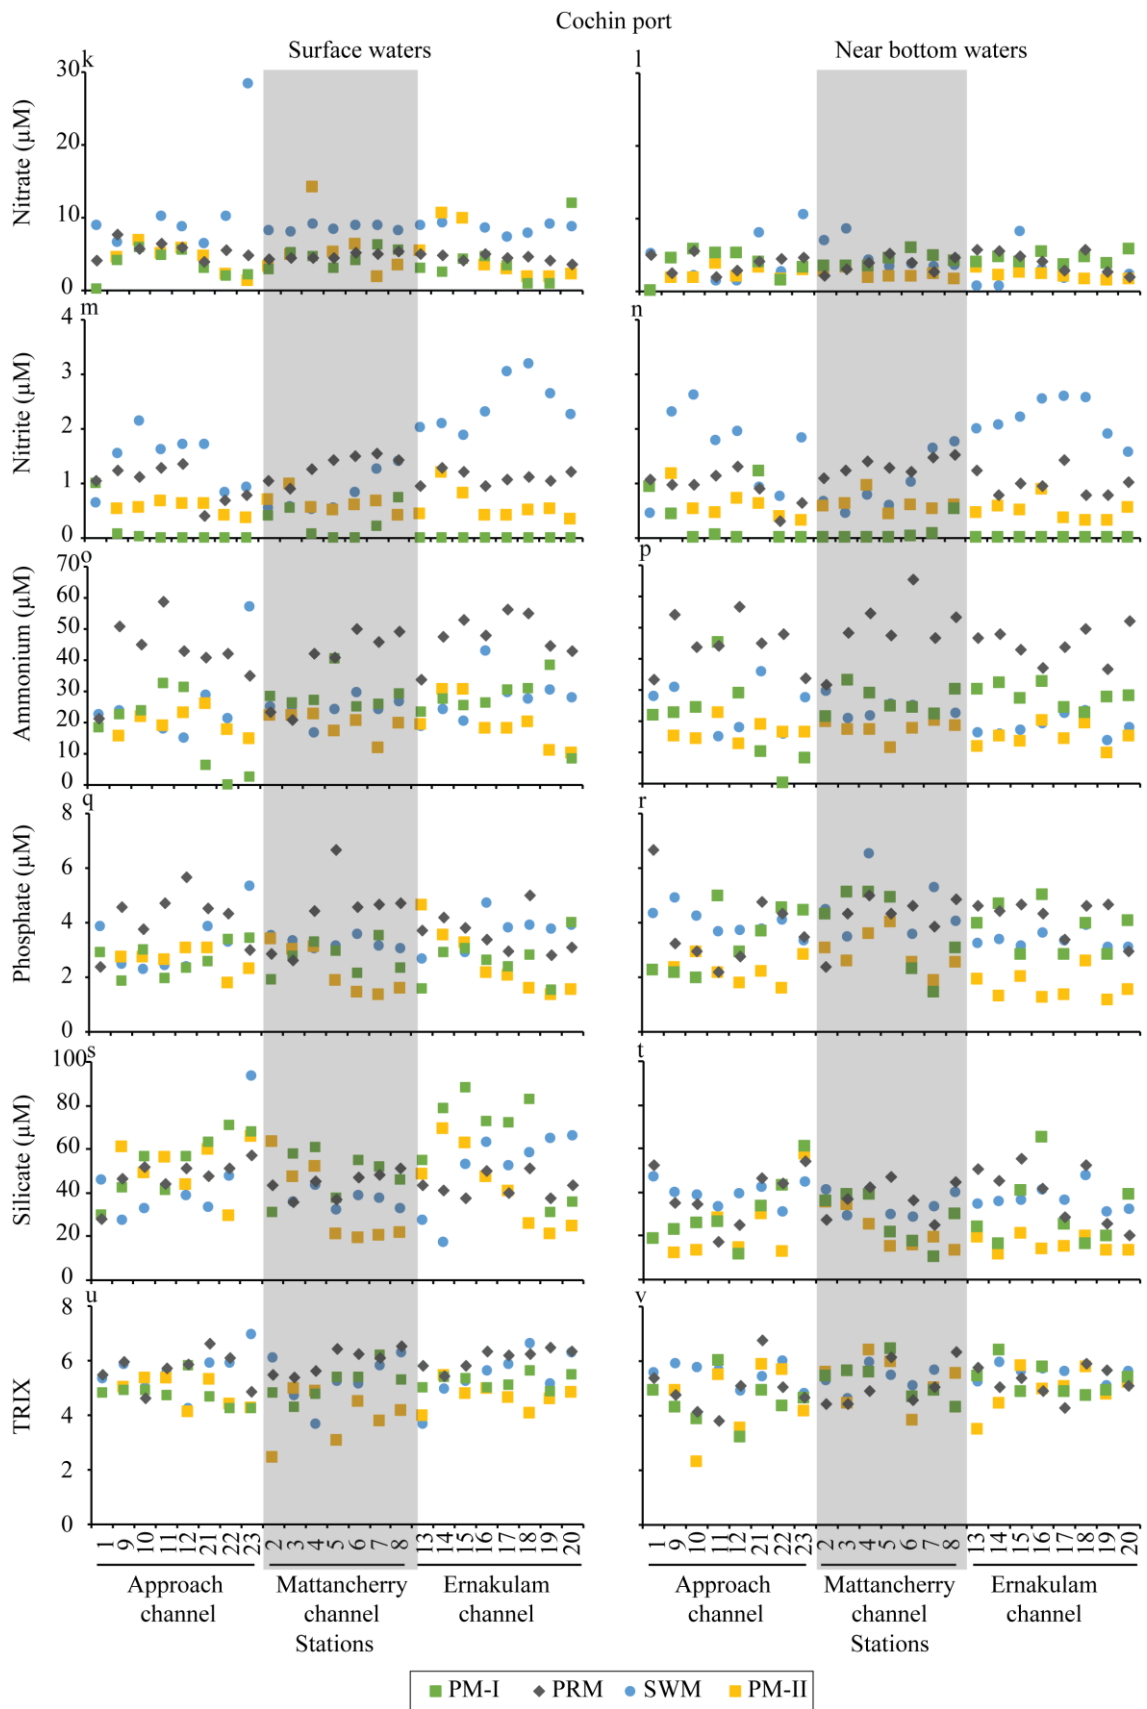 Cochin port
Surface waters
Near bottom waters
k
l
Nitrate (µM)
30
20
10
0
m
n
Nitrite (µM)
4
3
2
1
0
o
p
Ammonium (µM)
70
60
50
40
30
20
10
0
q
r
Phosphate (µM)
8
6
4
2
0
s
t
Silicate (µM)
100
80
60
40
20
0
u
v
TRIX
8
6
4
2
0
1 9 10 11 12 21 22 23 2 3 4 5 6 7 8 13 14 15 16 17 18 19 20
1 9 10 11 12 21 22 23 2 3 4 5 6 7 8 13 14 15 16 17 18 19 20
Approach channel
Mattancherry channel
Ernakulam channel
Stations
Approach channel
Mattancherry channel
Ernakulam channel
Stations
PM-I PRM SWM PM-II